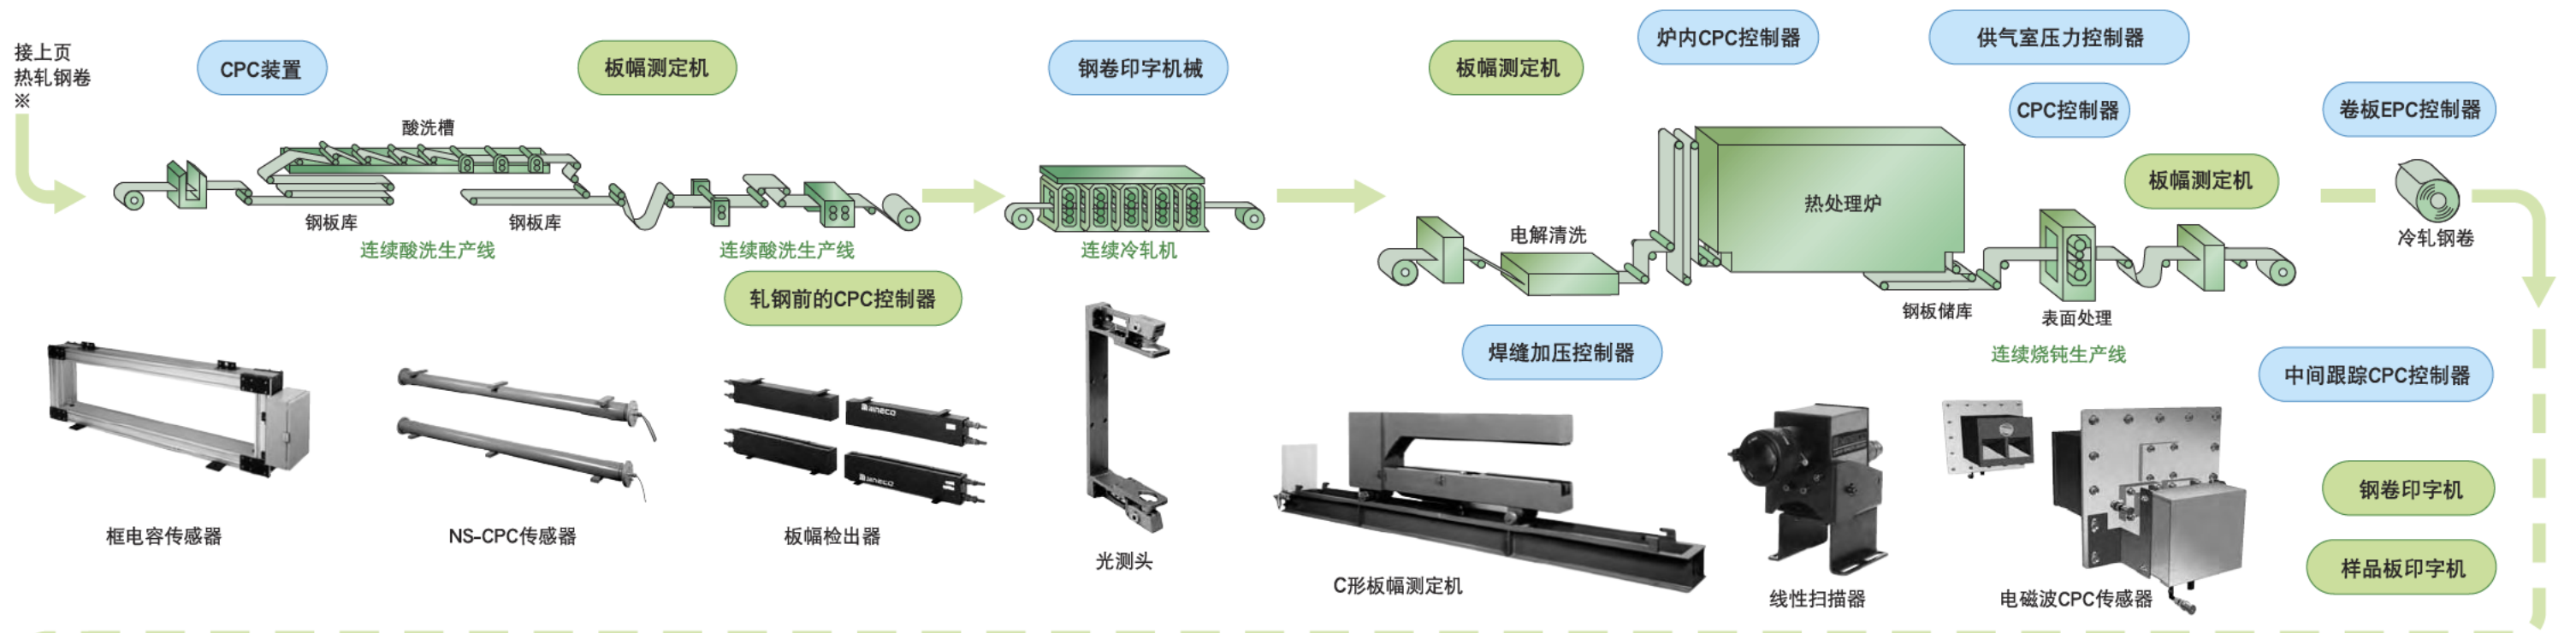 接上页
热轧钢卷
※
CPC装置
板幅测定机
钢卷印字机械
板幅测定机
炉内CPC控制器
供气室压力控制器
CPC控制器
卷板EPC控制器
板幅测定机
酸洗槽
钢板库
钢板库
连续酸洗生产线
连续酸洗生产线
轧钢前的CPC控制器
连续冷轧机
电解清洗
热处理炉
钢板储库
表面处理
连续烧钝生产线
冷轧钢卷
焊缝加压控制器
中间跟踪CPC控制器
钢卷印字机
样品板印字机
框电容传感器
NS-CPC传感器
NIRECO
NIRECO
板幅检出器
光测头
C形板幅测定机
线性扫描器
电磁波CPC传感器